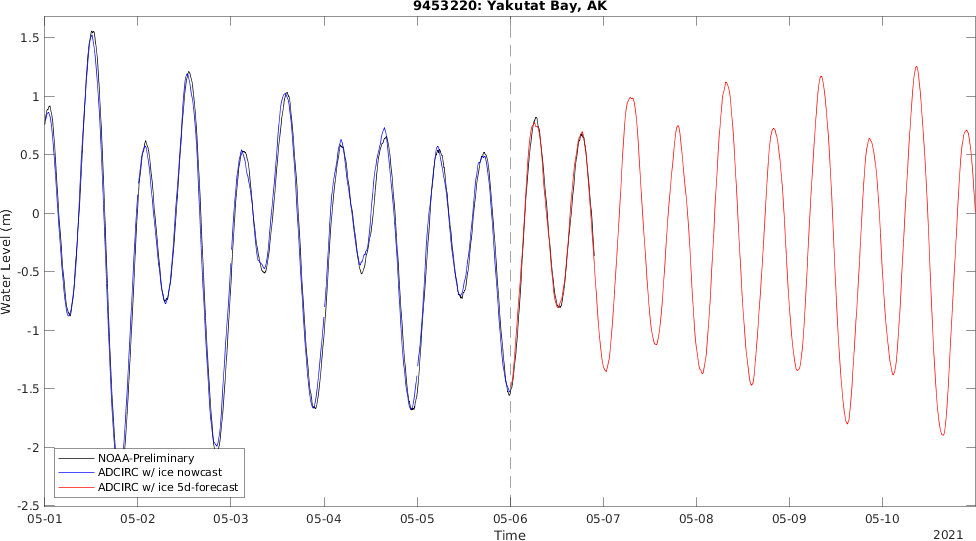 9453220: Yakutat Bay, AK
Water Level (m)
1.5
1
0.5
0
-0.5
-1
-1.5
-2
-2.5
NOAA-Preliminary
ADCIRC w/ ice nowcast
ADCIRC w/ ice 5d-forecast
05-01 05-02 05-03 05-04 05-05 05-06 05-07 05-08 05-09 05-10
Time
2021